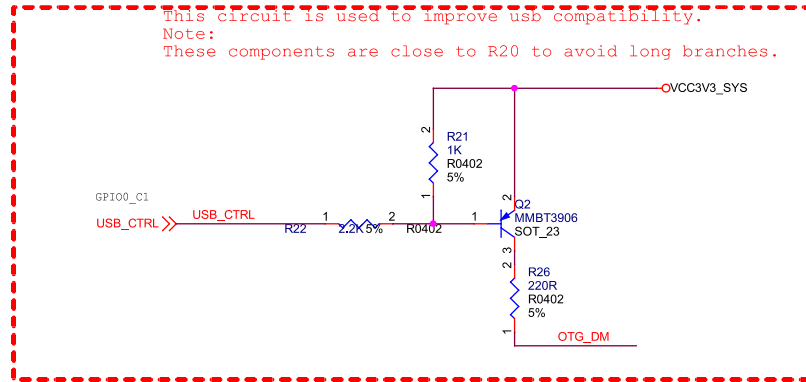 This circuit is used to improve usb compatibility.
Note:
These components are close to R20 to avoid long branches.
VCC3V3_SYS
2
R21
1K
R0402
5%
1
GPIO0_C1
USB_CTRL
USB_CTRL
R22
1
2.2K
5%
2
R0402
1
2
Q2
MMBT3906
SOT_23
3
2
R26
220R
R0402
5%
1
OTG_DM